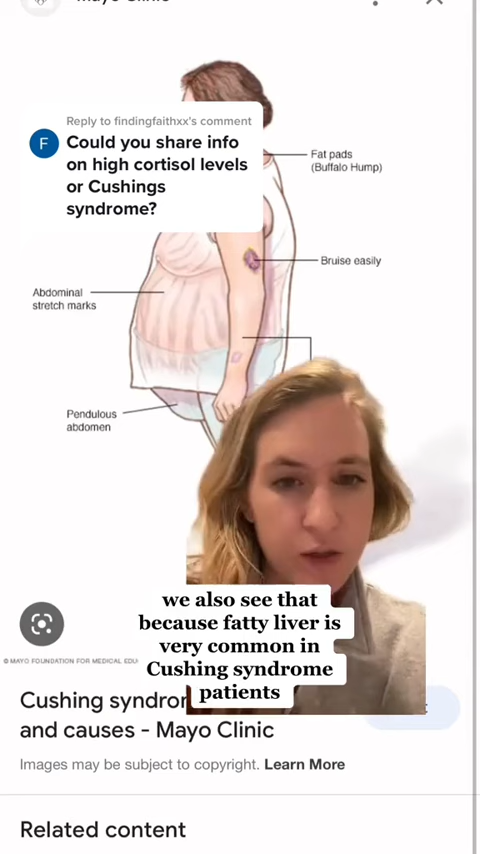 Mayo Clinic
Reply to findingfaithxx's comment
F
Could you share info
on high cortisol levels
or Cushings
syndrome?
Fat pads
(Buffalo Hump)
Bruise easily
Abdominal
stretch marks
Pendulous
abdomen
we also see that
because fatty liver is
very common in
Cushing syndrome
patients
© MAYO FOUNDATION FOR MEDICAL EDU
Cushing syndro
and causes - Mayo Clinic
Images may be subject to copyright. Learn More
Related content